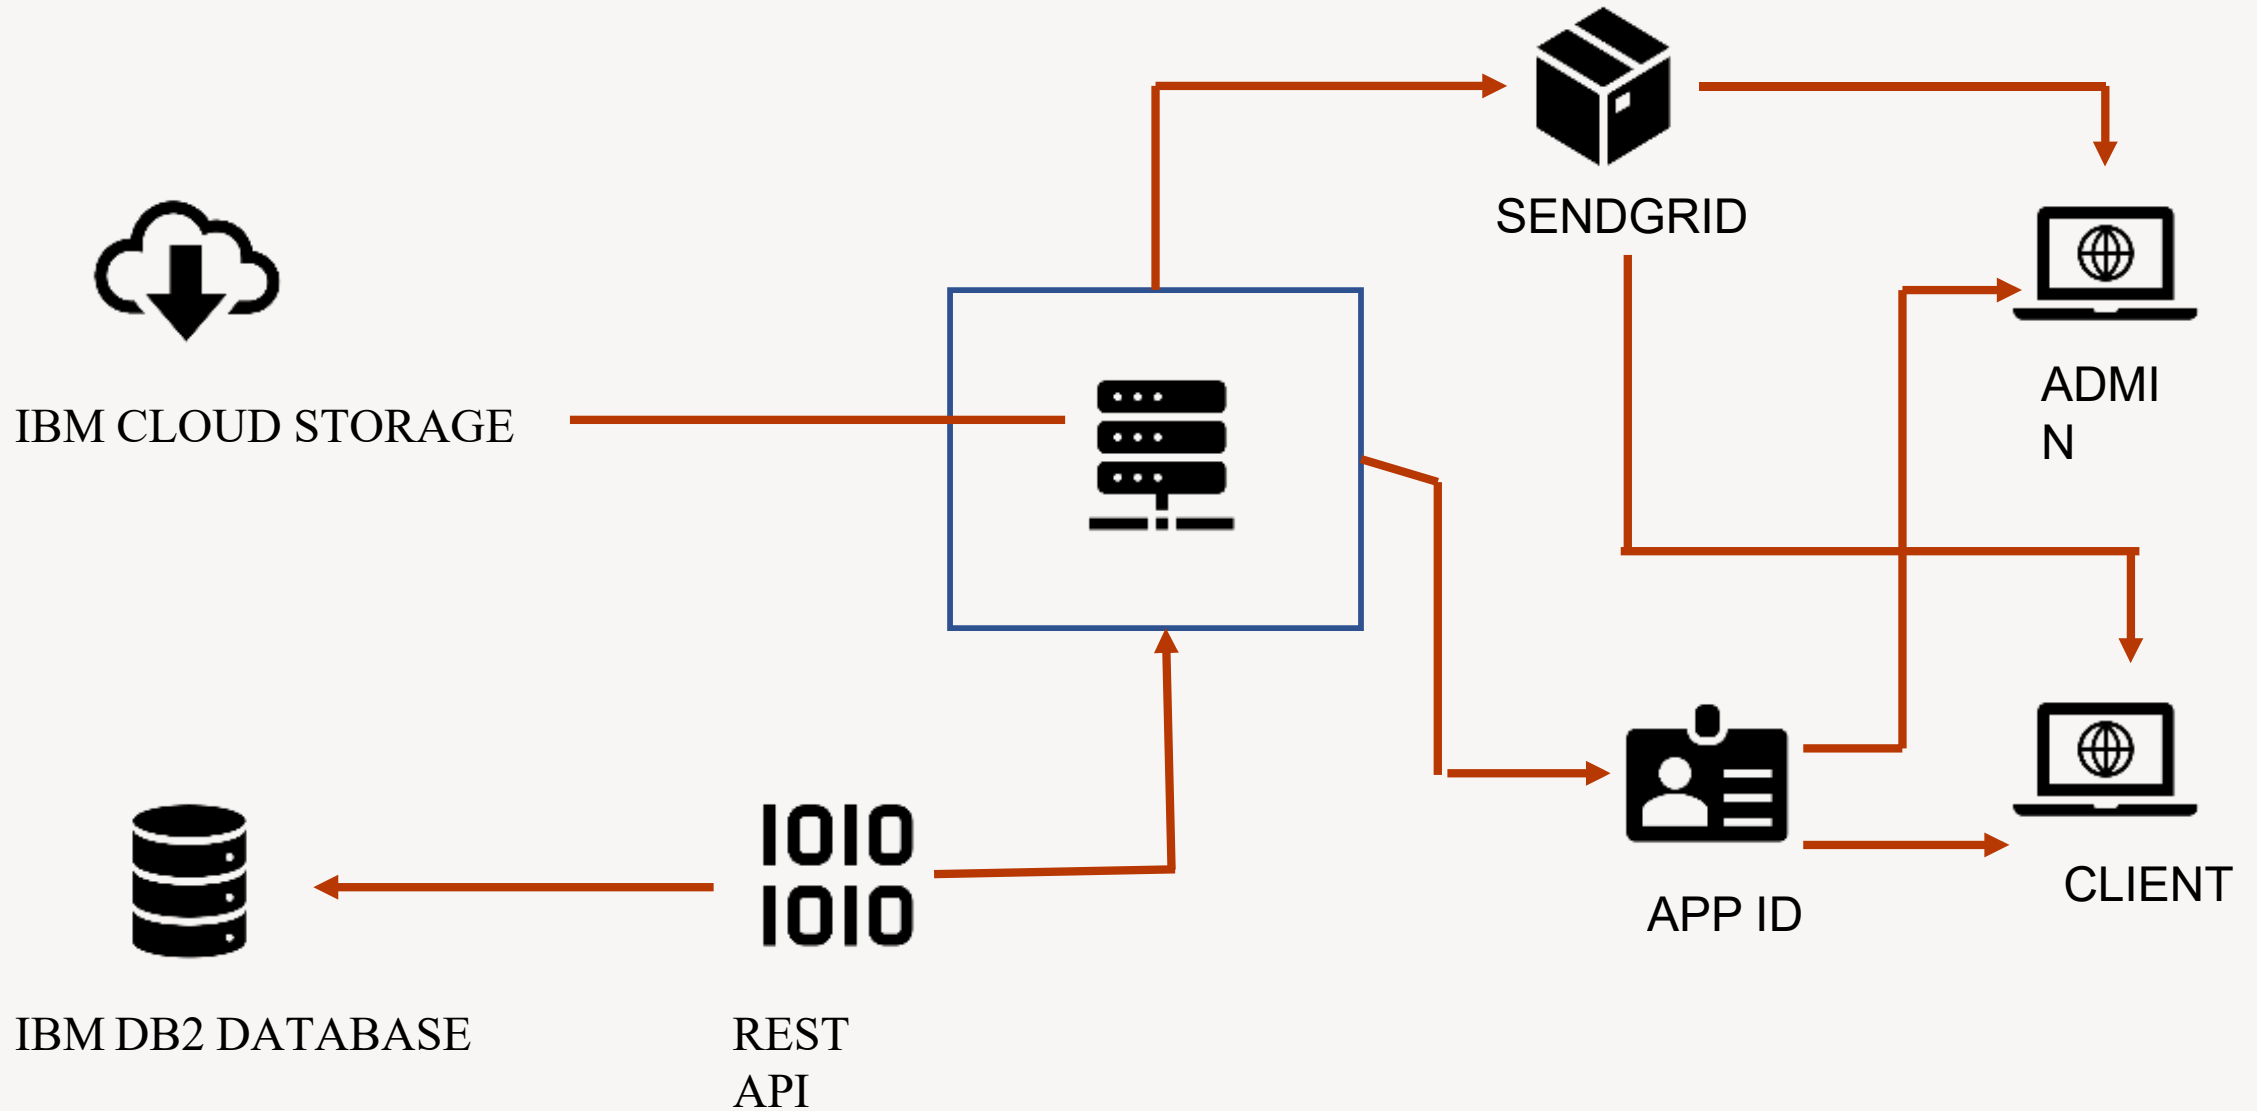 SENDGRID
ADMI
N
IBM CLOUD STORAGE
CLIENT
APP ID
IBM DB2 DATABASE
REST
API